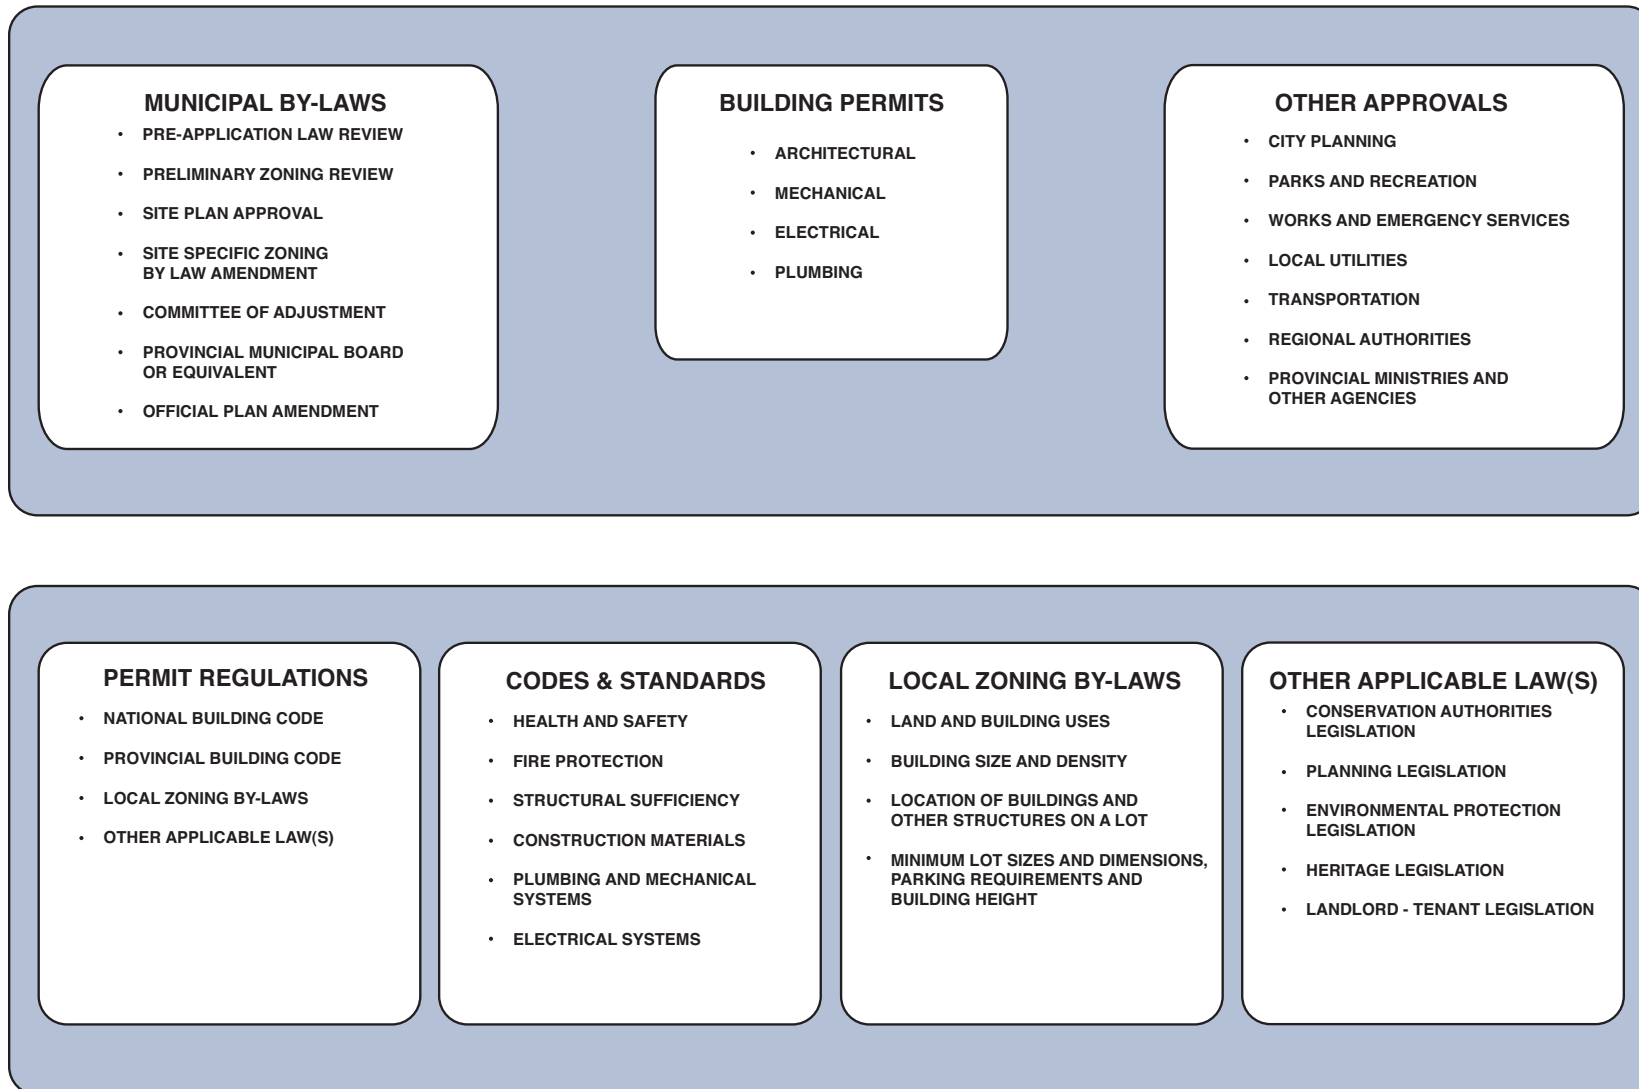 MUNICIPAL BY-LAWS
• PRE-APPLICATION LAW REVIEW
• PRELIMINARY ZONING REVIEW
• SITE PLAN APPROVAL
• SITE SPECIFIC ZONING
BY LAW AMENDMENT
• COMMITTEE OF ADJUSTMENT
• PROVINCIAL MUNICIPAL BOARD
OR EQUIVALENT
• OFFICIAL PLAN AMENDMENT
BUILDING PERMITS
• ARCHITECTURAL
• MECHANICAL
• ELECTRICAL
• PLUMBING
OTHER APPROVALS
• CITY PLANNING
• PARKS AND RECREATION
• WORKS AND EMERGENCY SERVICES
• LOCAL UTILITIES
• TRANSPORTATION
• REGIONAL AUTHORITIES
• PROVINCIAL MINISTRIES AND
OTHER AGENCIES
PERMIT REGULATIONS
• NATIONAL BUILDING CODE
• PROVINCIAL BUILDING CODE
• LOCAL ZONING BY-LAWS
• OTHER APPLICABLE LAW(S)
CODES & STANDARDS
• HEALTH AND SAFETY
• FIRE PROTECTION
• STRUCTURAL SUFFICIENCY
• CONSTRUCTION MATERIALS
• PLUMBING AND MECHANICAL
SYSTEMS
• ELECTRICAL SYSTEMS
LOCAL ZONING BY-LAWS
• LAND AND BUILDING USES
• BUILDING SIZE AND DENSITY
• LOCATION OF BUILDINGS AND
OTHER STRUCTURES ON A LOT
• MINIMUM LOT SIZES AND DIMENSIONS,
PARKING REQUIREMENTS AND
BUILDING HEIGHT
OTHER APPLICABLE LAW(S)
• CONSERVATION AUTHORITIES
LEGISLATION
• PLANNING LEGISLATION
• ENVIRONMENTAL PROTECTION
LEGISLATION
• HERITAGE LEGISLATION
• LANDLORD - TENANT LEGISLATION